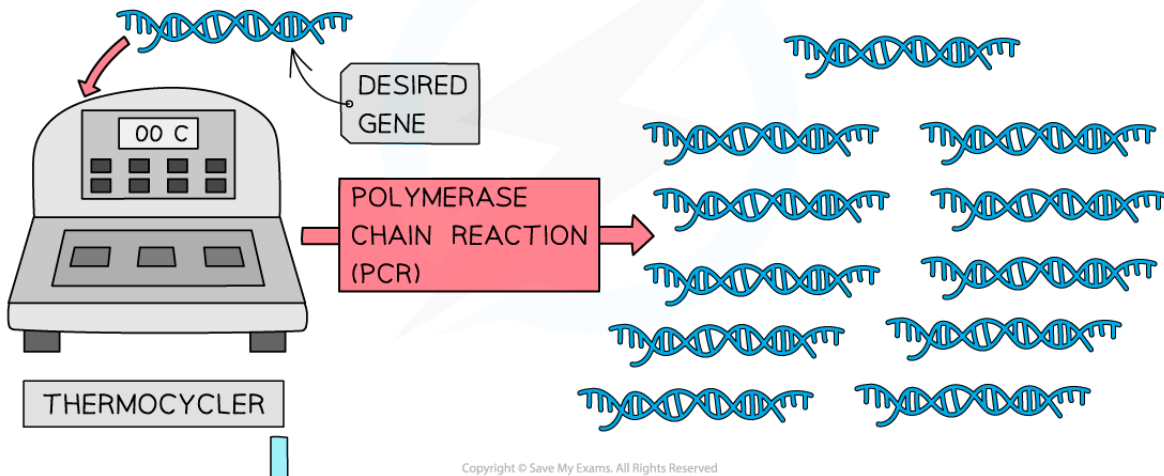 DESIRED
GENE
00 C
POLYMERASE
CHAIN REACTION
(PCR)
THERMOCYCLER
Copyright © Save My Exams. All Rights Reserved